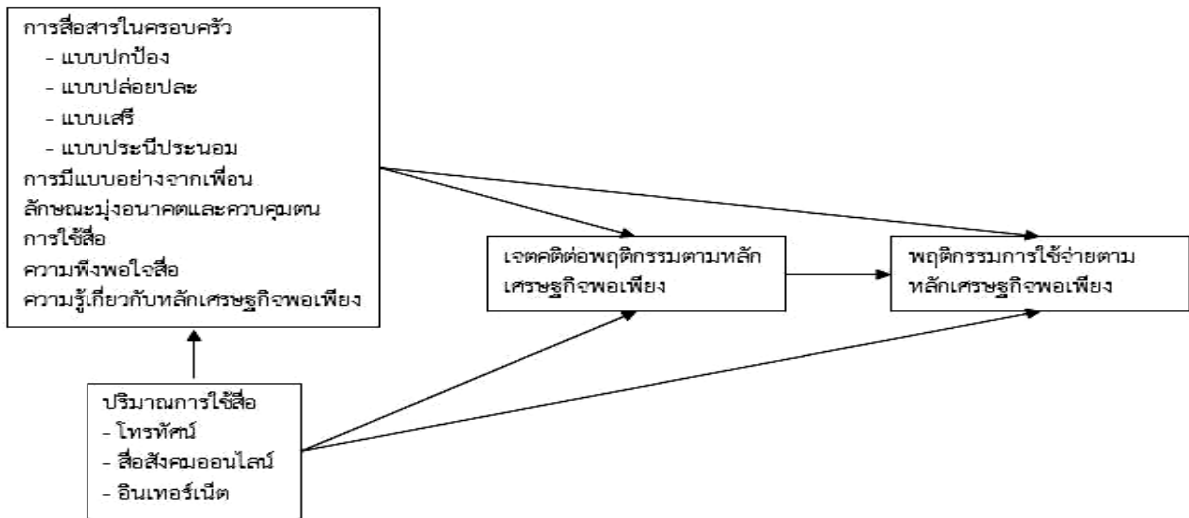 การสื่อสารในครอบครัว
- แบบปกป้อง
- แบบปล่อยปละ
- แบบเสรี
- แบบประนีประนอม
การมีแบบอย่างจากเพื่อน
ลักษณะมุ่งอนาคตและควบคุมตน
การใช้สื่อ
ความพึงพอใจสื่อ
ความรู้เกี่ยวกับหลักเศรษฐกิจพอเพียง
เจตคติต่อพฤติกรรมตามหลัก
เศรษฐกิจพอเพียง
พฤติกรรมการใช้จ่ายตาม
หลักเศรษฐกิจพอเพียง
ปริมาณการใช้สื่อ
- โทรทัศน์
- สื่อสังคมออนไลน์
- อินเทอร์เน็ต